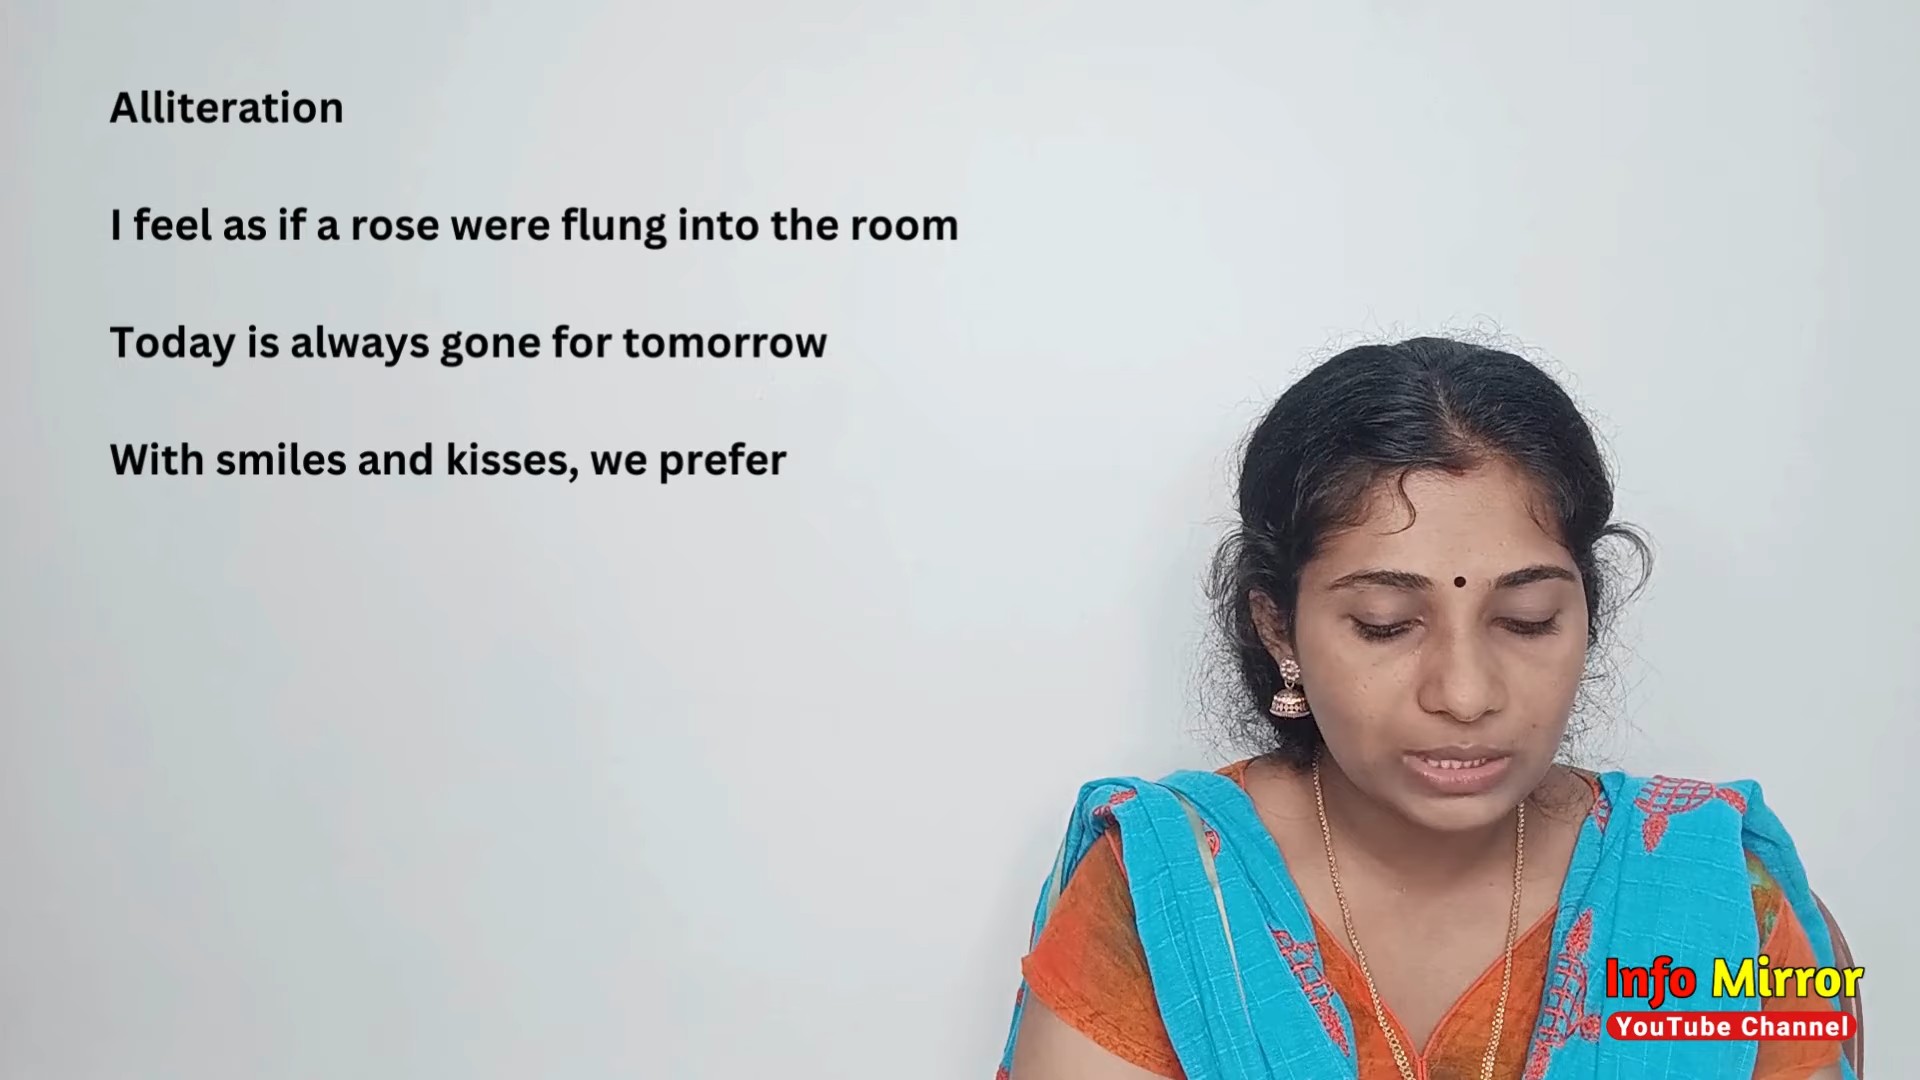 Alliteration
I feel as if a rose were flung into the room
Today is always gone for tomorrow
With smiles and kisses, we prefer
Info Mirror
YouTube Channel